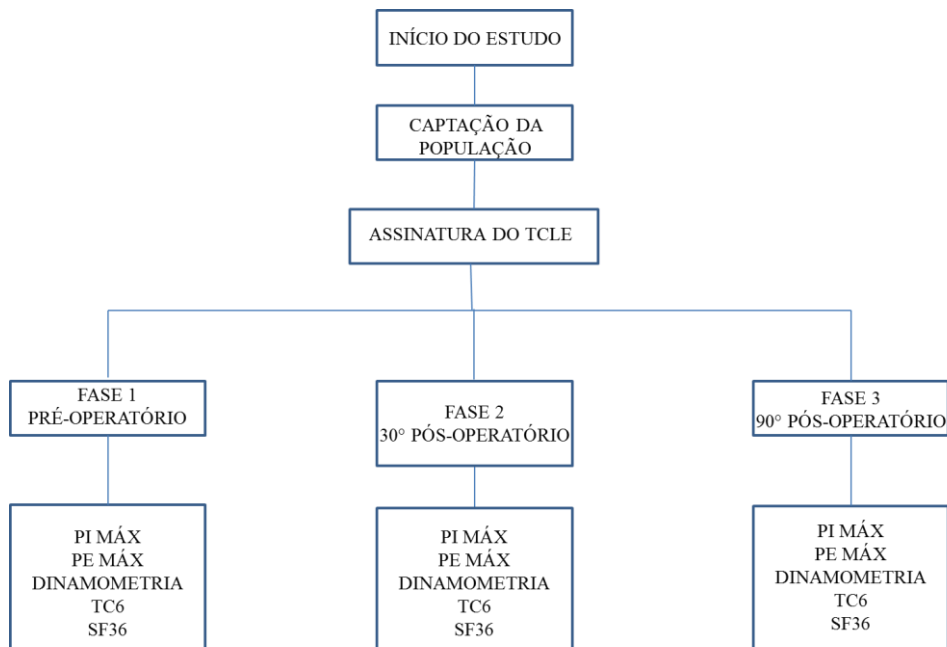 INÍCIO DO ESTUDO
CAPTAÇÃO DA
POPULAÇÃO
ASSINATURA DO TCLE
FASE 1
PRÉ-OPERATÓRIO
FASE 2
30° PÓS-OPERATÓRIO
FASE 3
90° PÓS-OPERATÓRIO
PI MÁX
PE MÁX
DINAMOMETRIA
TC6
SF36
PI MÁX
PE MÁX
DINAMOMETRIA
TC6
SF36
PI MÁX
PE MÁX
DINAMOMETRIA
TC6
SF36